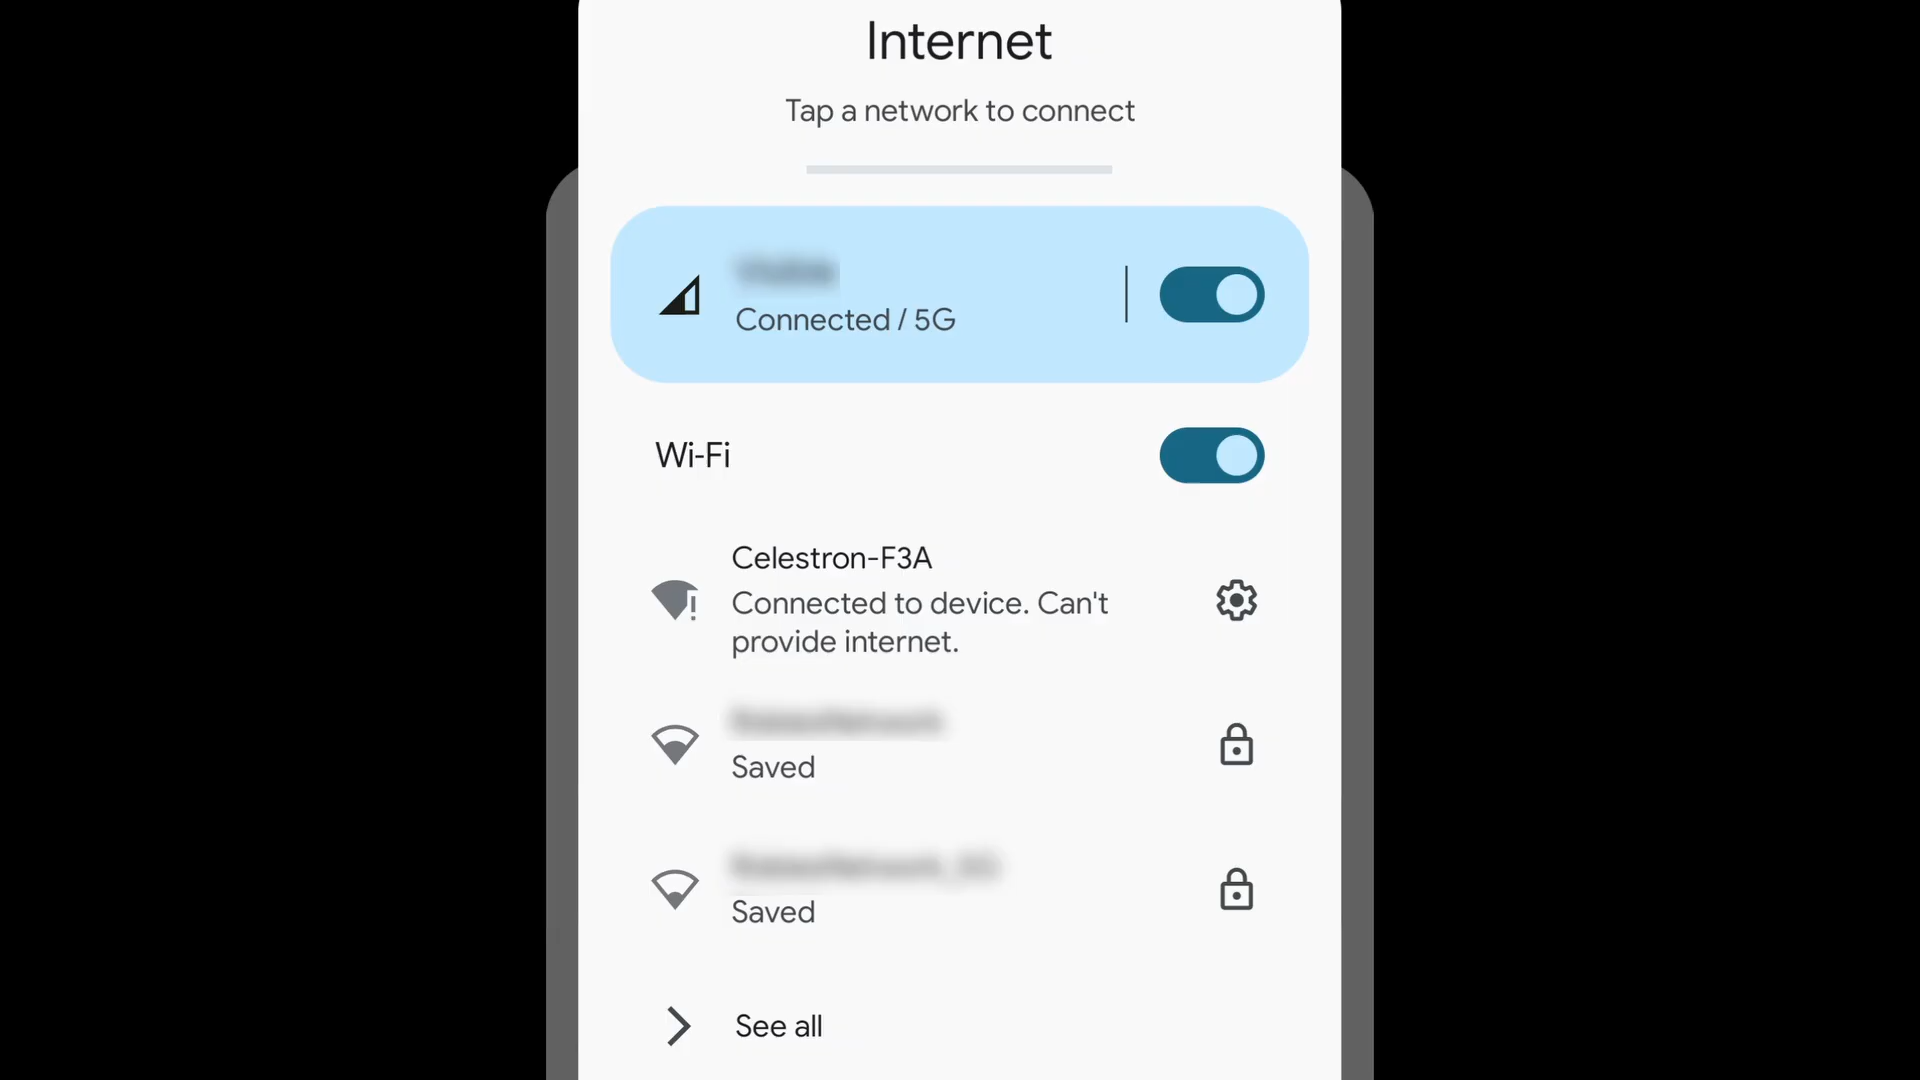 Internet
Tap a network to connect
Connected / 5G
Wi-Fi
Celestron-F3A
Connected to device. Can't
provide internet.
Saved
Saved
See all